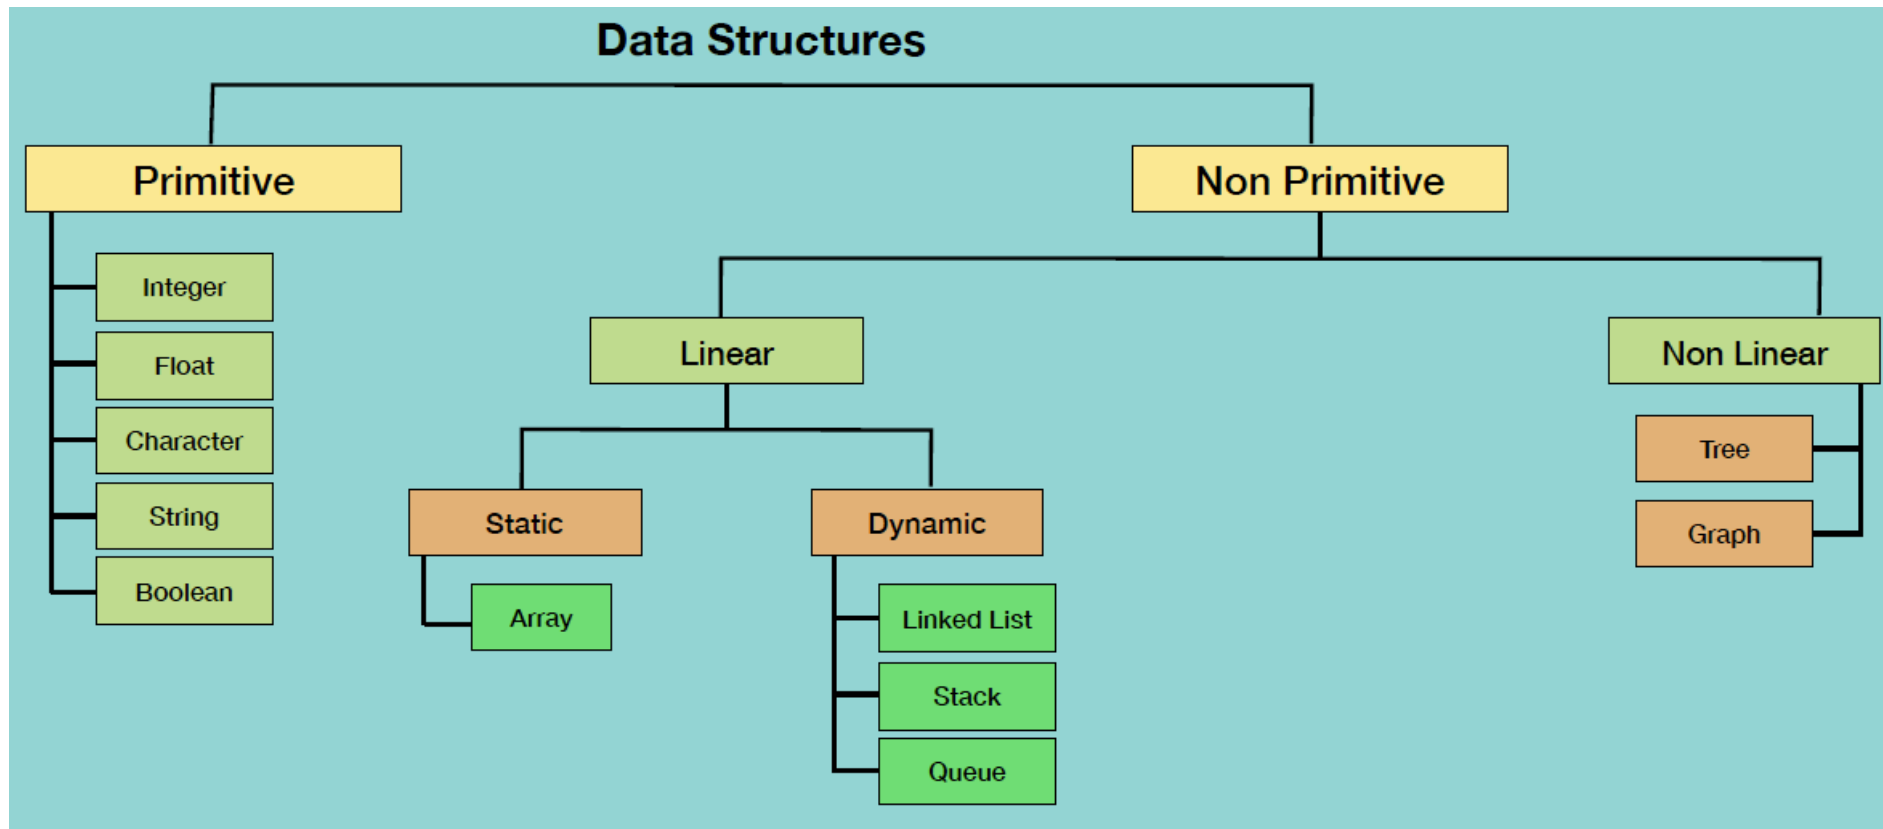 Data Structures
Primitive
Non Primitive
Integer
Float
Character
String
Boolean
Linear
Non Linear
Static
Dynamic
Array
Linked List
Stack
Queue
Tree
Graph